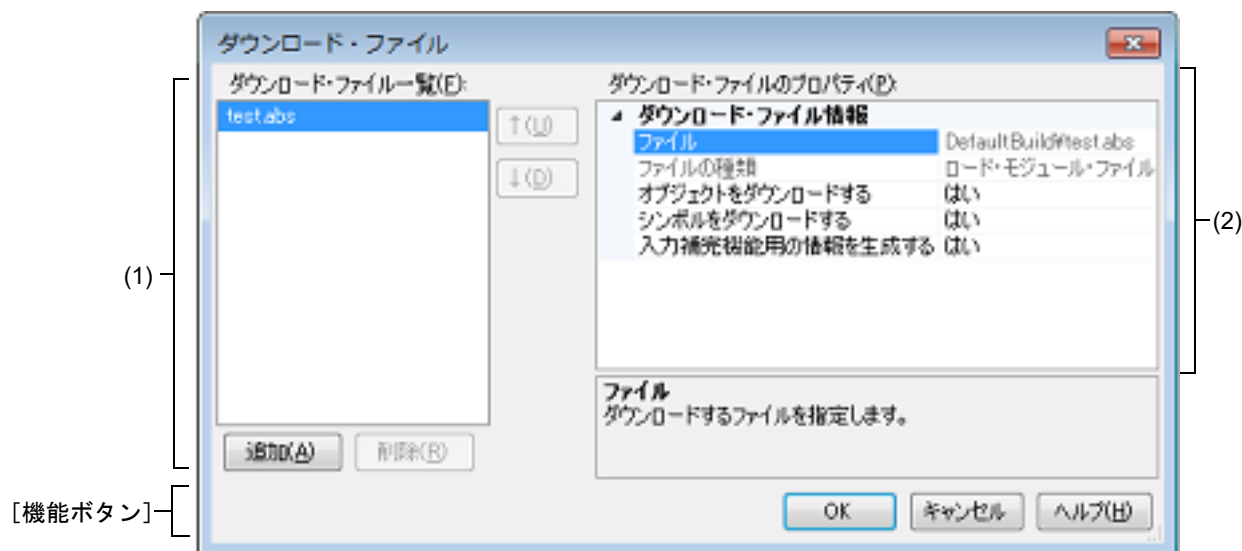 ダウンロード・ファイル
ダウンロード・ファイル一覧(F):
test.abs
↑(U)
↓(D)
追加(A)
削除(R)
ダウンロード・ファイルのプロパティ(P):
ダウンロード・ファイル情報
ファイル DefaultBuild¥test.abs
ファイルの種類 ロード・モジュール・ファイル
オブジェクトをダウンロードする はい
シンボルをダウンロードする はい
入力補完機能用の情報を生成する はい
ファイル
ダウンロードするファイルを指定します。
OK
キャンセル
ヘルプ(H)
(1)
(2)
[機能ボタン]